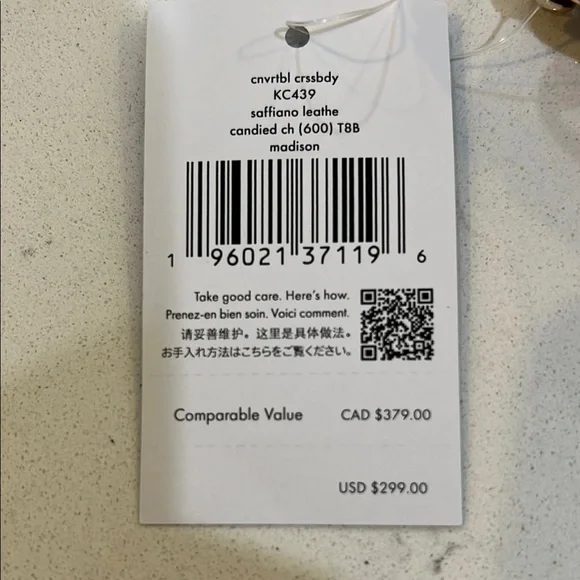 cnvrtbl crssbdy
KC439
saffiano leathe
candied ch (600) T8B
madison
1 96021 37119 6
Take good care. Here's how.
Prenez-en bien soin. Voici comment.
请妥善维护。这里是具体做法。
お手入れ方法はこちらをご覧ください。
Comparable Value CAD $379.00
USD $299.00